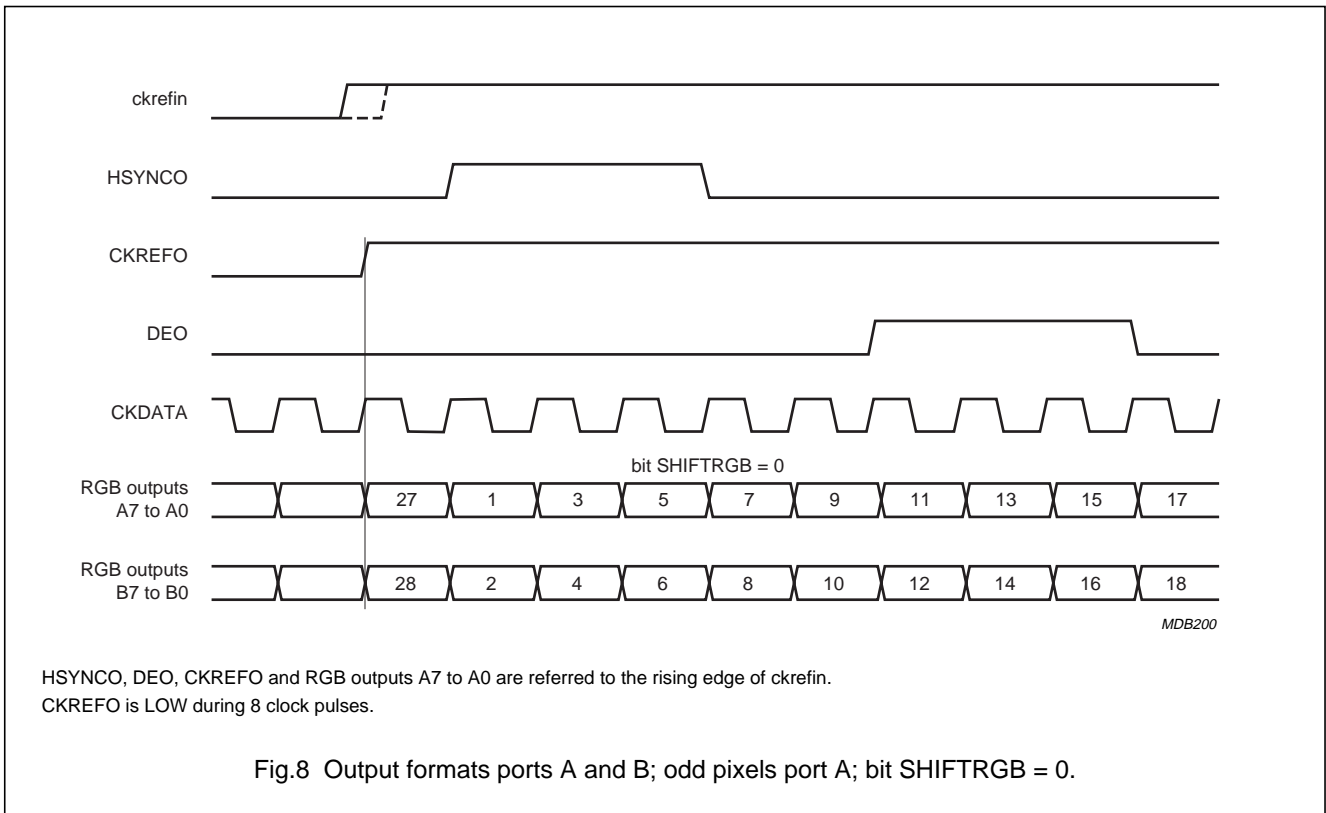 ckrefin
HSYNCO
CKREFO
DEO
CKDATA
bit SHIFTRGB = 0
RGB outputs
A7 to A0
27 1 3 5 7 9 11 13 15 17
RGB outputs
B7 to B0
28 2 4 6 8 10 12 14 16 18
MDB200
HSYNCO, DEO, CKREFO and RGB outputs A7 to A0 are referred to the rising edge of ckrefin.
CKREFO is LOW during 8 clock pulses.
Fig.8 Output formats ports A and B; odd pixels port A; bit SHIFTRGB = 0.